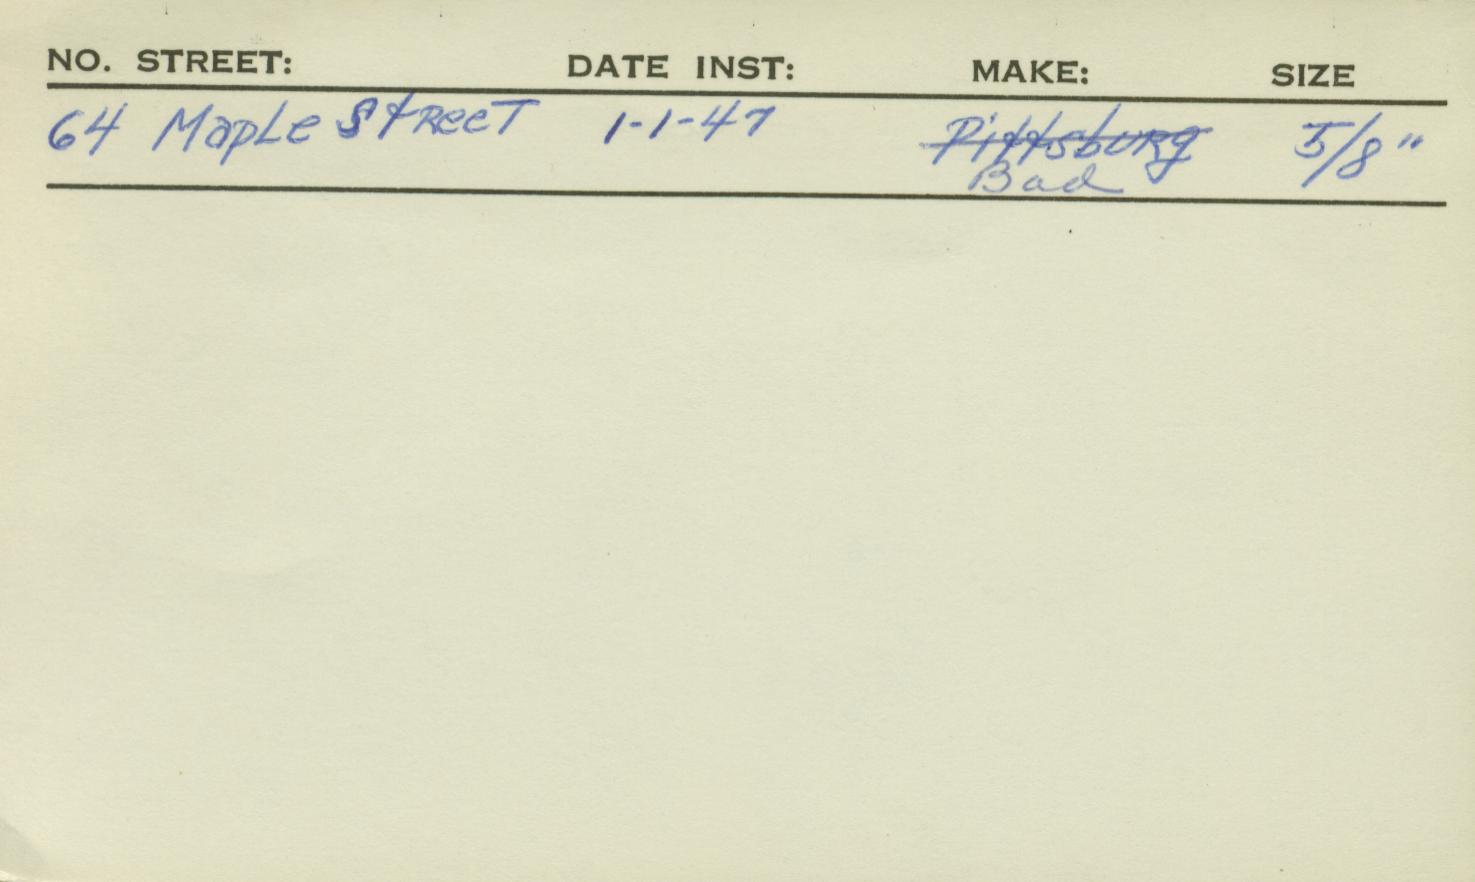 NO. STREET: DATE INST: MAKE: SIZE
64 Maple Street 1-1-47 Pittsburg 5/8"
Bad